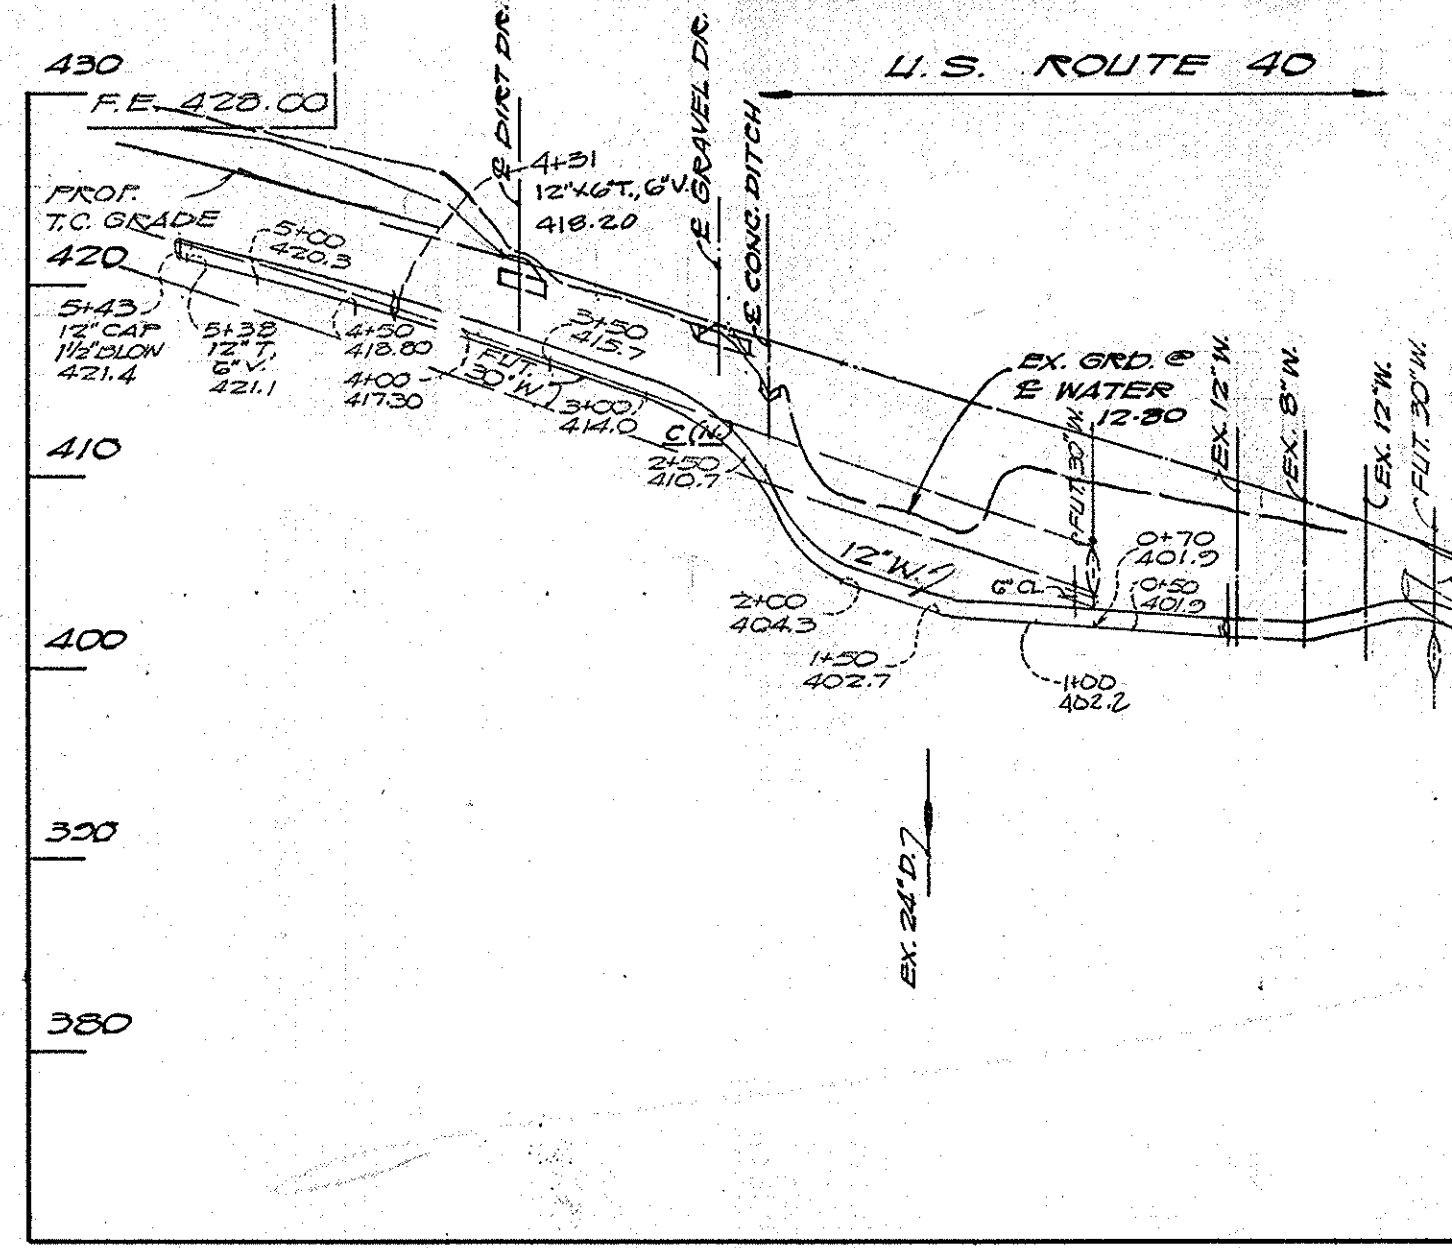 430
F.E. 428.00
℄ DIRT DR.
℄ GRAVEL DR.
℄ CONC. DITCH
U.S. ROUTE 40
4+31
12"X6"T., 6"V.
418.20
PROP.
T.C. GRADE
420
5+00
420.3
5+43
12" CAP
1½" BLON
421.4
5+38
12" T,
6" V.
421.1
4+50
418.80
4+00
417.30
3+50
415.7
FUT.
30" W.
3+00
414.0
410
C (N)
2+50
410.7
EX. GRD. @
℄ WATER
12-80
FUT. 30" W.
EX. 12" W.
EX. 8" W.
EX. 12" W.
FUT. 30" W.
12" W.
6" CL
0+70
401.9
0+50
401.9
2+00
404.3
400
1+50
402.7
1+00
402.2
390
EX. 24" D.
380